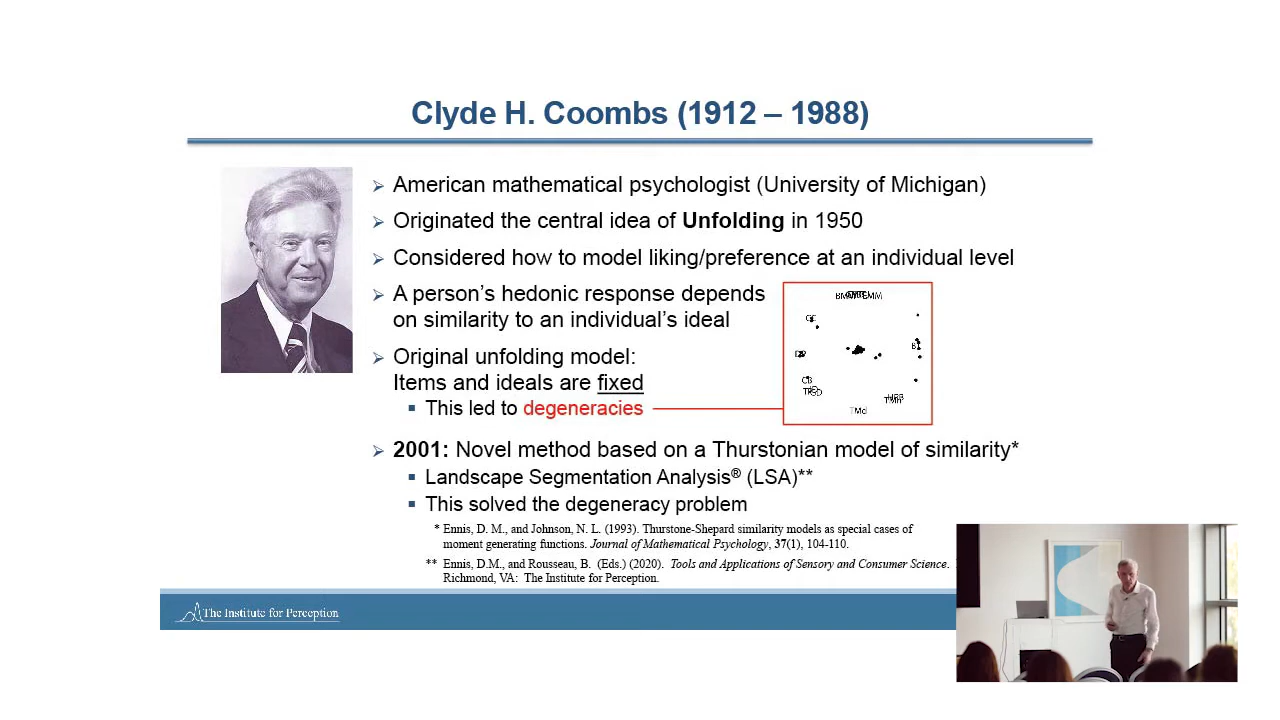 Clyde H. Coombs (1912 – 1988)
American mathematical psychologist (University of Michigan)
Originated the central idea of Unfolding in 1950
Considered how to model liking/preference at an individual level
A person's hedonic response depends
on similarity to an individual's ideal
Original unfolding model:
Items and ideals are fixed
This led to degeneracies
TMcl
2001: Novel method based on a Thurstonian model of similarity*
Landscape Segmentation Analysis® (LSA)**
This solved the degeneracy problem
* Ennis, D. M., and Johnson, N. L. (1993). Thurstone-Shepard similarity models as special cases of
moment generating functions. Journal of Mathematical Psychology, 37(1), 104-110.
** Ennis, D.M., and Rousseau, B. (Eds.) (2020). Tools and Applications of Sensory and Consumer Science.
Richmond, VA: The Institute for Perception.
The Institute for Perception